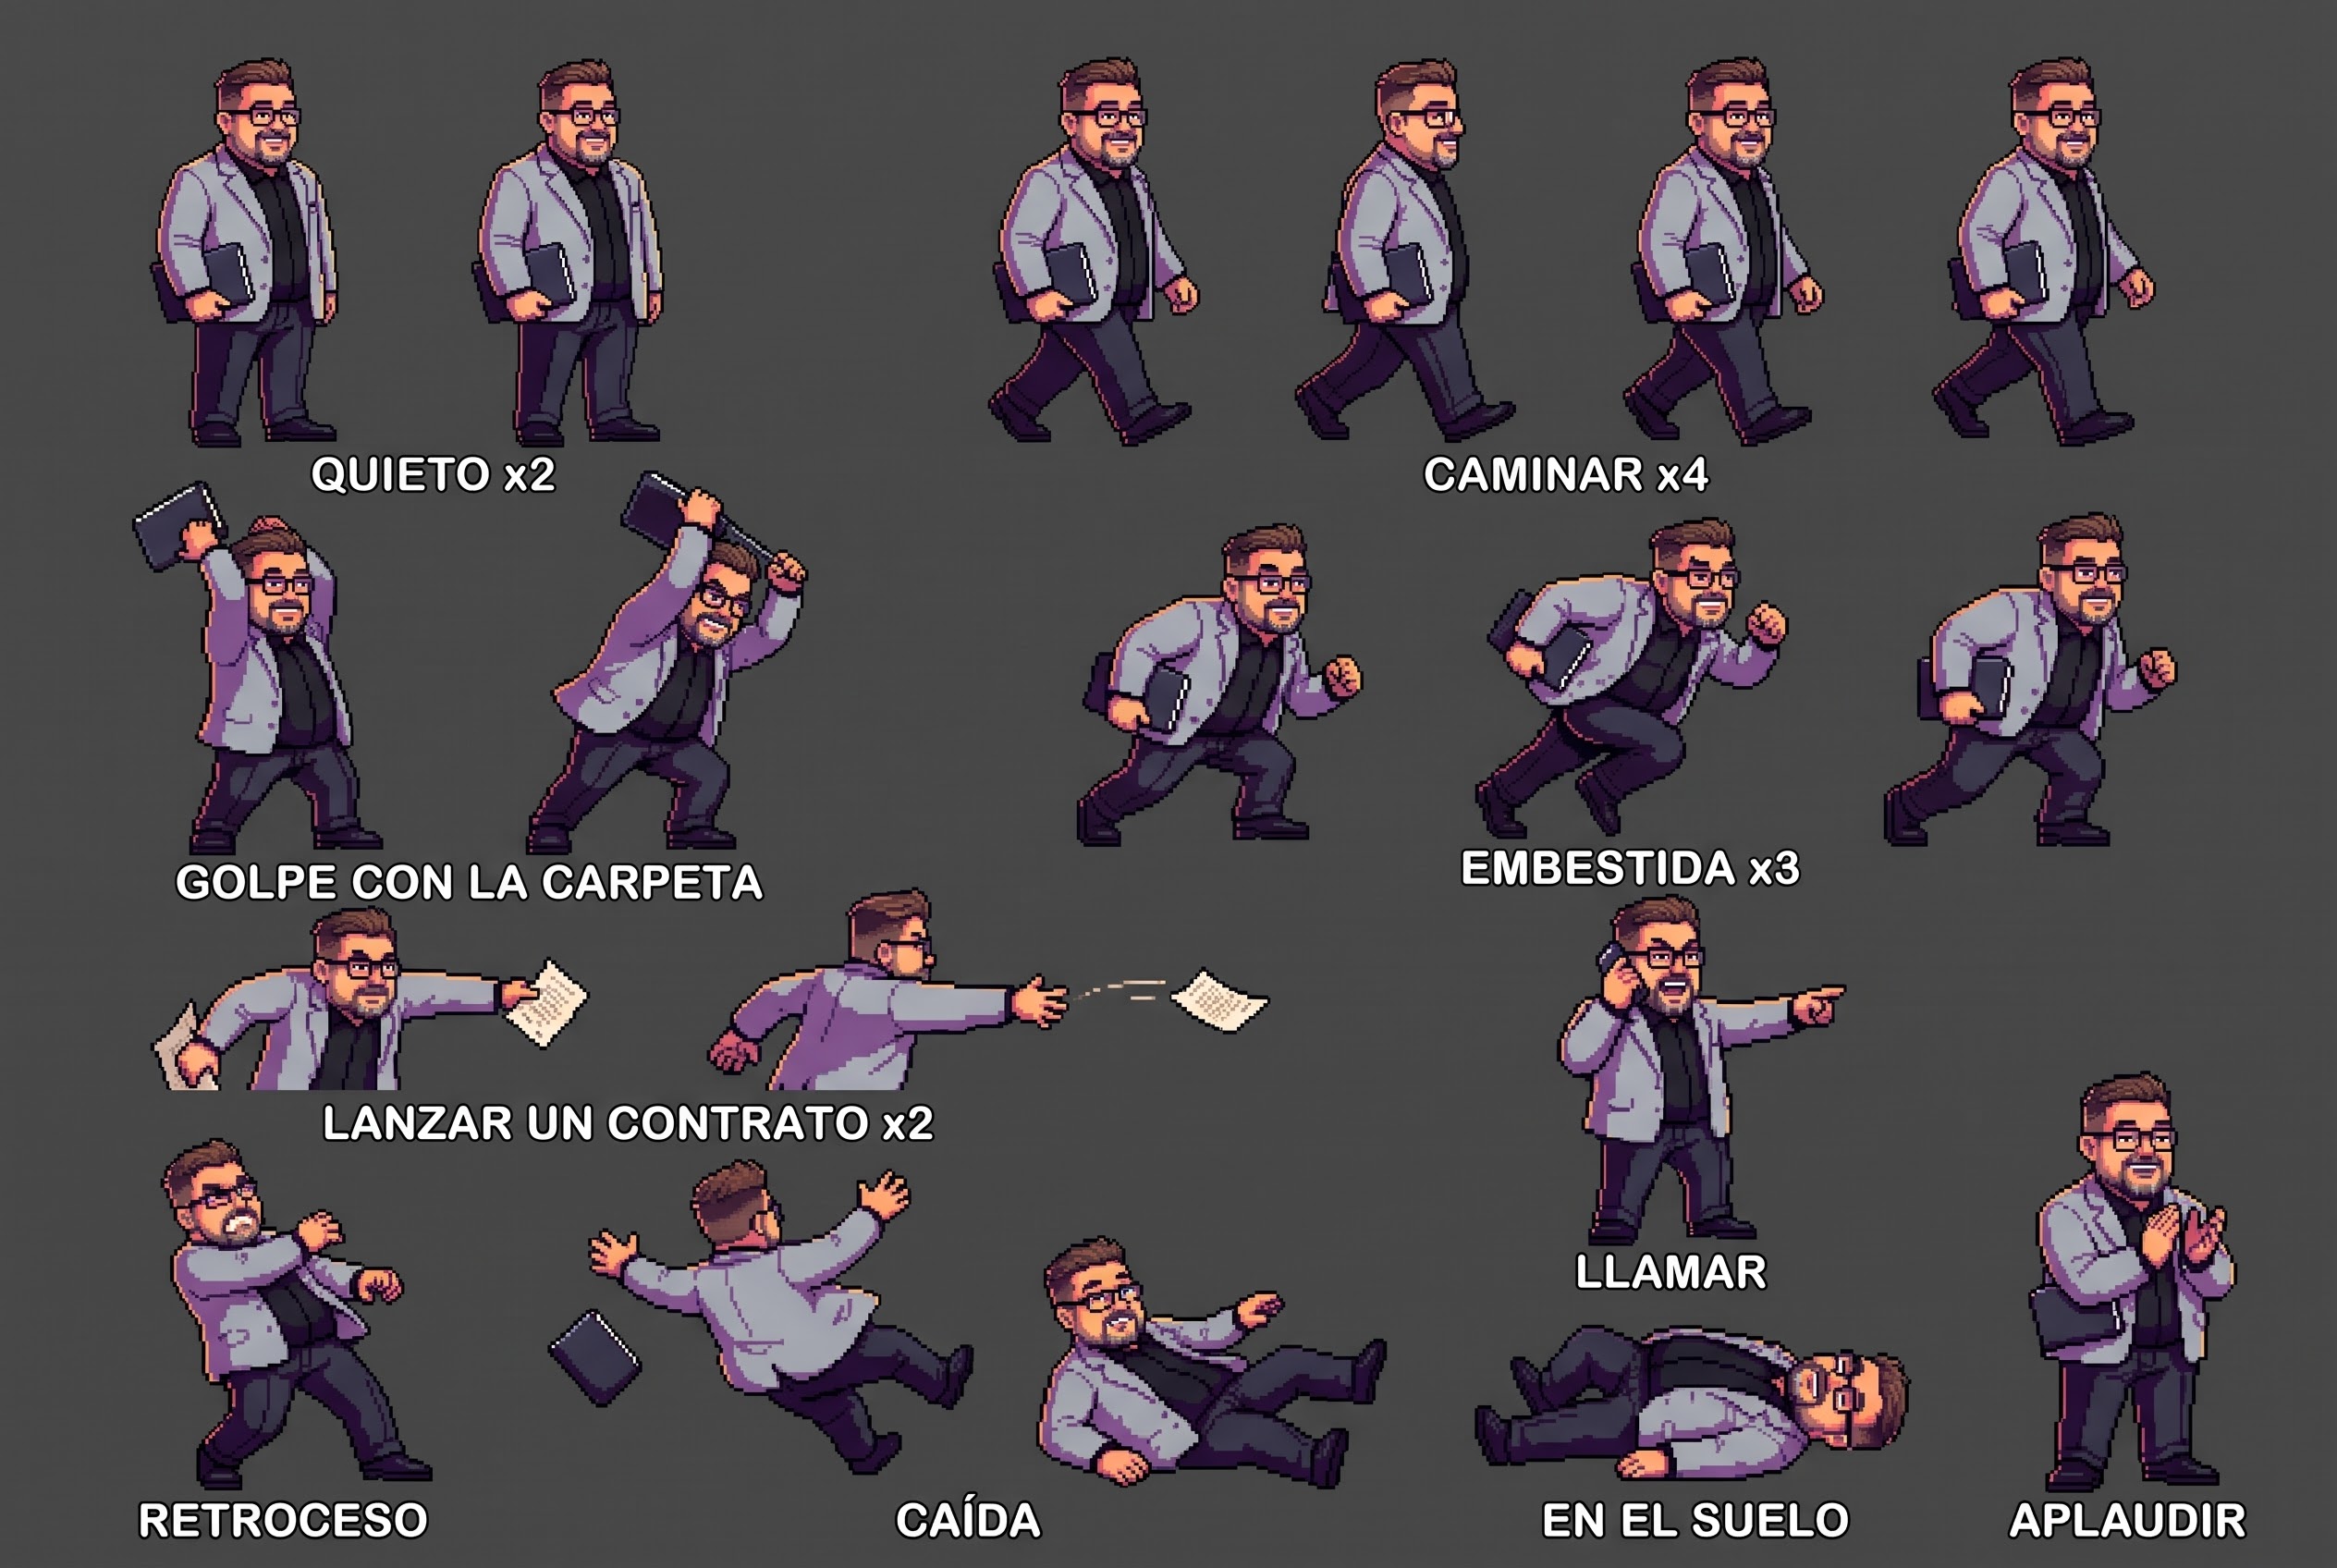 QUIETO x2
CAMINAR x4
GOLPE CON LA CARPETA
EMBESTIDA x3
LANZAR UN CONTRATO x2
LLAMAR
RETROCESO
CAÍDA
EN EL SUELO
APLAUDIR